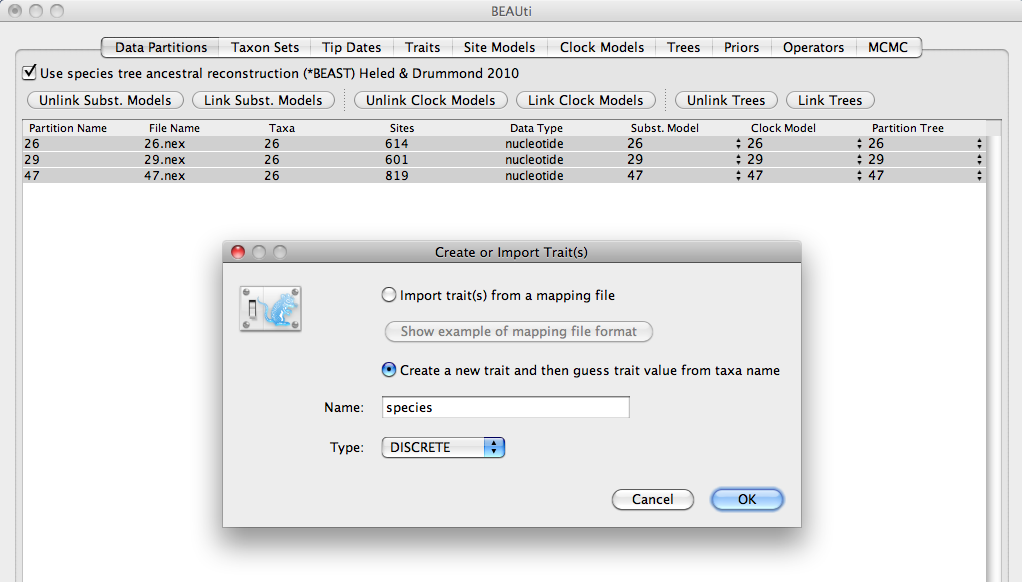 BEAUti
Data Partitions Taxon Sets Tip Dates Traits Site Models Clock Models Trees Priors Operators MCMC
Use species tree ancestral reconstruction (*BEAST) Heled & Drummond 2010
Unlink Subst. Models Link Subst. Models Unlink Clock Models Link Clock Models Unlink Trees Link Trees
Partition Name File Name Taxa Sites Data Type Subst. Model Clock Model Partition Tree
26 26.nex 26 614 nucleotide 26 26 26
29 29.nex 26 601 nucleotide 29 29 29
47 47.nex 26 819 nucleotide 47 47 47
Create or Import Trait(s)
Import trait(s) from a mapping file
Show example of mapping file format
Create a new trait and then guess trait value from taxa name
Name: species
Type: DISCRETE
Cancel OK